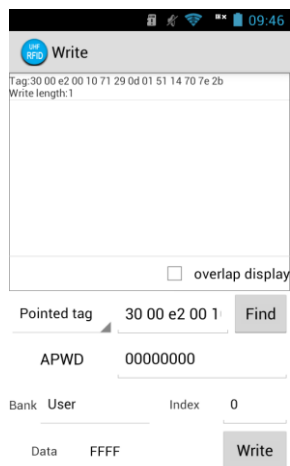 09:46
UHF RFID Write
Tag:30 00 e2 00 10 71 29 0d 01 51 14 70 7e 2b
Write length:1
overlap display
Pointed tag 30 00 e2 00 1 Find
APWD 00000000
Bank User Index 0
Data FFFF Write